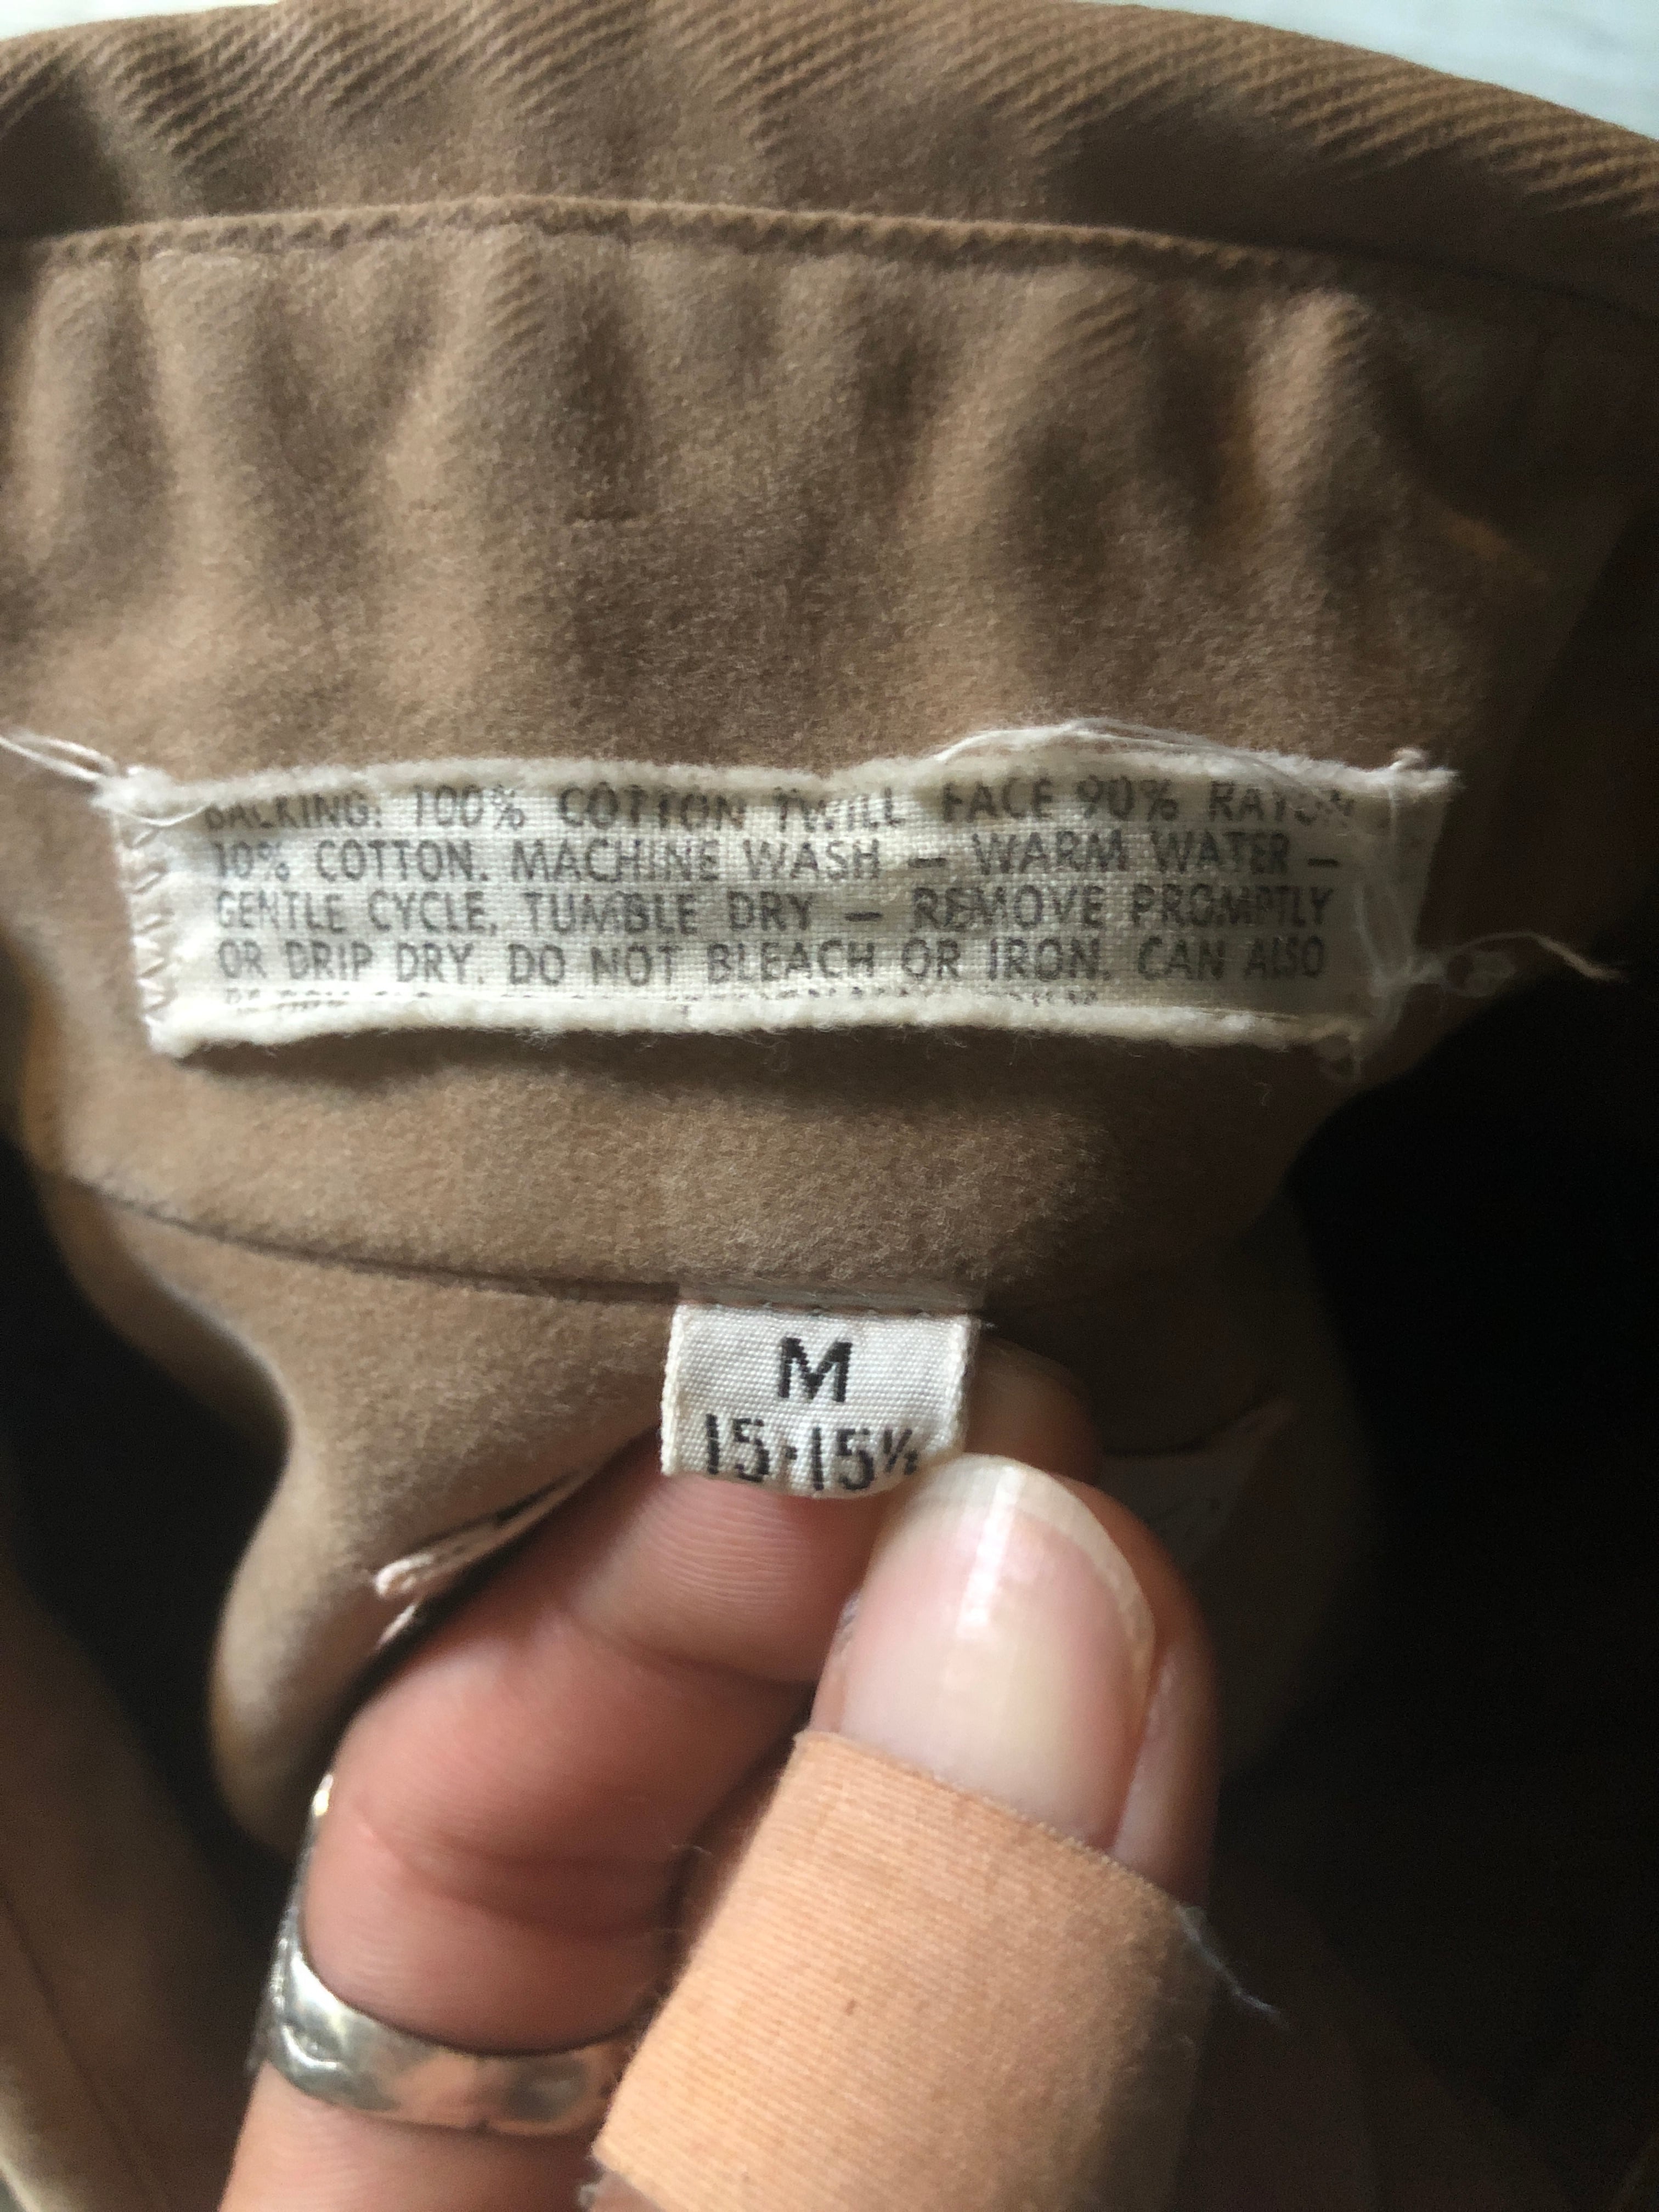 BACKING: 100% COTTON TWILL FACE 90% RAYON
10% COTTON. MACHINE WASH — WARM WATER —
GENTLE CYCLE, TUMBLE DRY — REMOVE PROMPTLY
OR DRIP DRY. DO NOT BLEACH OR IRON. CAN ALSO
M
15-15½